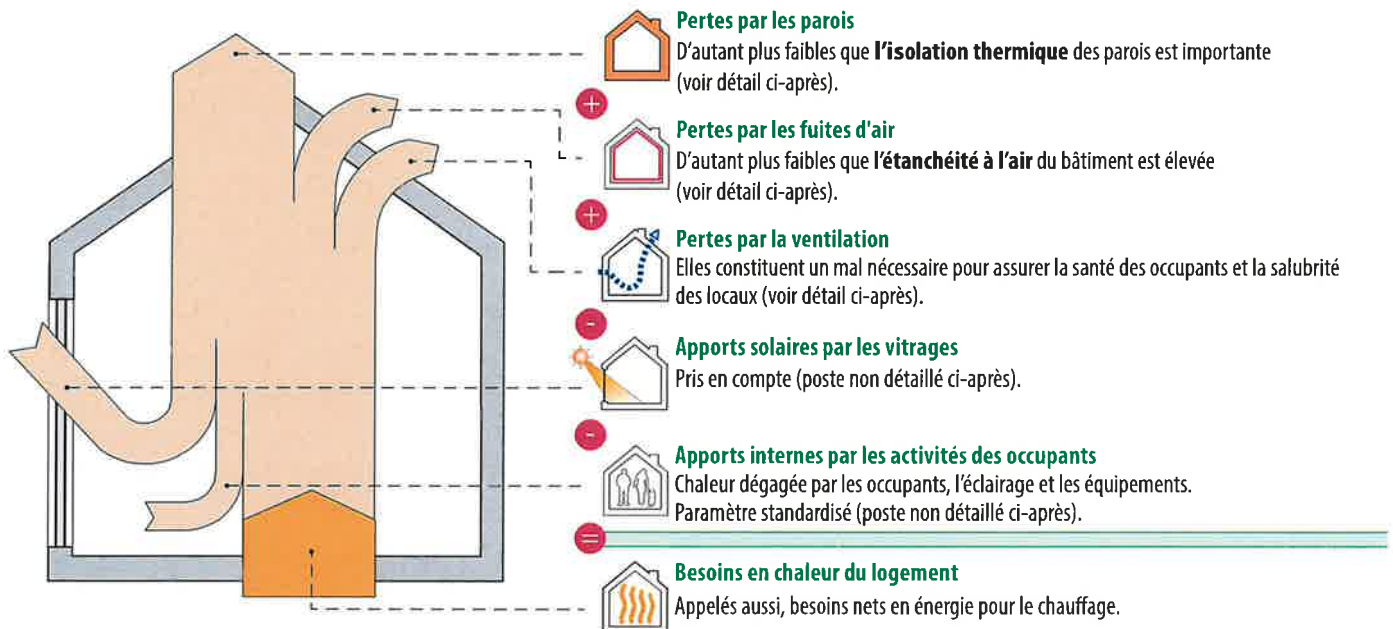 Pertes par les parois
D'autant plus faibles que l'isolation thermique des parois est importante
(voir détail ci-après).
+
Pertes par les fuites d'air
D'autant plus faibles que l'étanchéité à l'air du bâtiment est élevée
(voir détail ci-après).
+
Pertes par la ventilation
Elles constituent un mal nécessaire pour assurer la santé des occupants et la salubrité
des locaux (voir détail ci-après).
-
Apports solaires par les vitrages
Pris en compte (poste non détaillé ci-après).
-
Apports internes par les activités des occupants
Chaleur dégagée par les occupants, l'éclairage et les équipements.
Paramètre standardisé (poste non détaillé ci-après).
=
Besoins en chaleur du logement
Appelés aussi, besoins nets en énergie pour le chauffage.